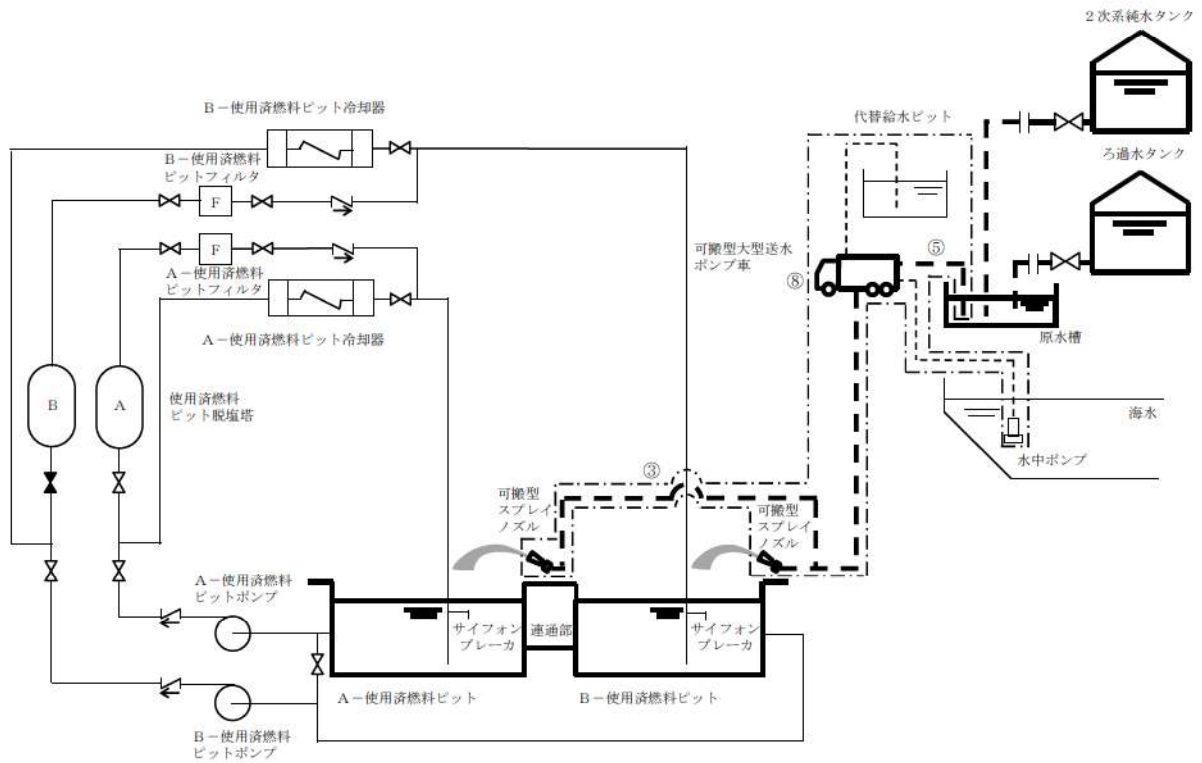 2次系純水タンク
B-使用済燃料ピット冷却器
代替給水ピット
B-使用済燃料
ピットフィルタ
F
ろ過水タンク
F
A-使用済燃料
ピットフィルタ
可搬型大型送水
ポンプ車
⑤
⑧
A-使用済燃料ピット冷却器
原水槽
B
A
使用済燃料
ピット脱塩塔
海水
水中ポンプ
③
可搬型
スプレイ
ノズル
可搬型
スプレイ
ノズル
A-使用済燃料
ピットポンプ
サイフォン
ブレーカ
連通部
サイフォン
ブレーカ
A-使用済燃料ピット
B-使用済燃料ピット
B-使用済燃料
ピットポンプ